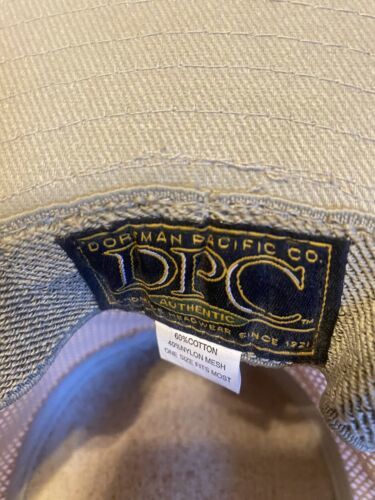 DORFMAN PACIFIC CO.
DPC
AUTHENTIC
HEADWEAR SINCE 1921
60%COTTON
40%NYLON MESH
ONE SIZE FITS MOST